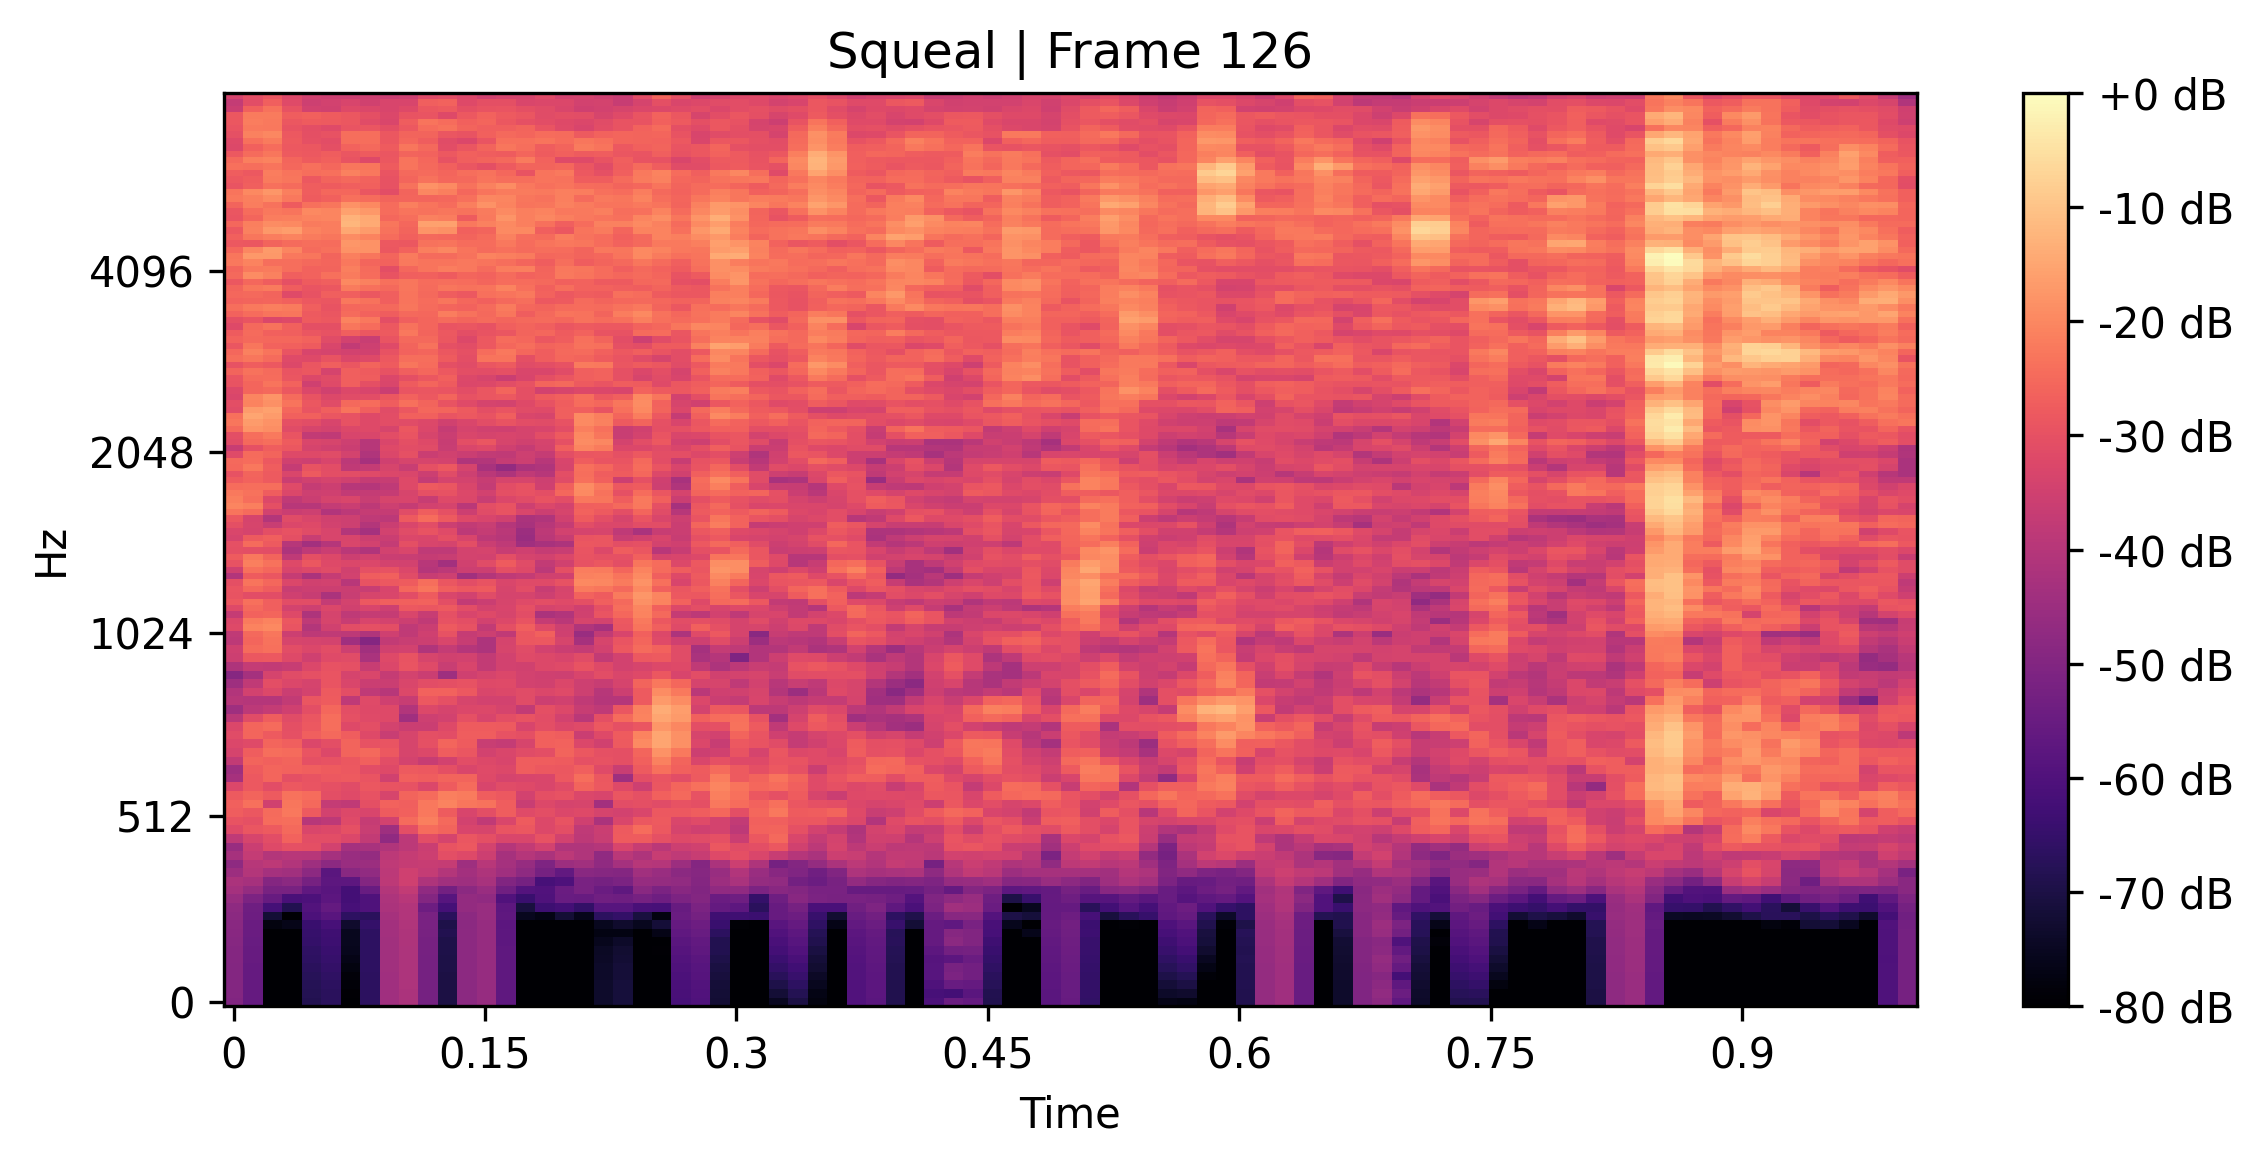 Squeal | Frame 126
Hz
4096
2048
1024
512
0
0 0.15 0.3 0.45 0.6 0.75 0.9
Time
+0 dB
-10 dB
-20 dB
-30 dB
-40 dB
-50 dB
-60 dB
-70 dB
-80 dB